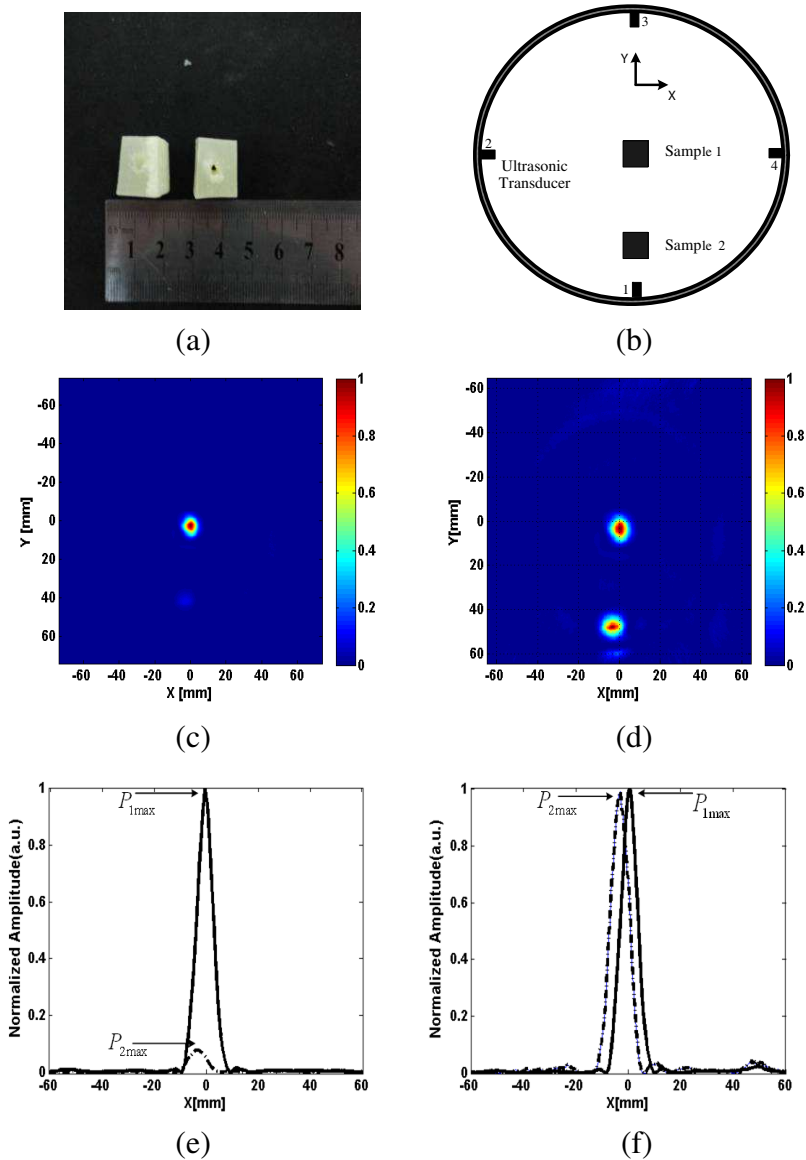 1 2 3 4 5 6 7 8
(a)
3
Y
X
2
Ultrasonic
Transducer
Sample 1
4
Sample 2
1
(b)
-60
-40
-20
0
20
40
60
Y [mm]
-60 -40 -20 0 20 40 60
X [mm]
1
0.8
0.6
0.4
0.2
0
(c)
-60
-40
-20
0
20
40
60
Y[mm]
-60 -40 -20 0 20 40 60
X[mm]
1
0.8
0.6
0.4
0.2
0
(d)
1
0.8
0.6
0.4
0.2
0
Normalized Amplitude(a.u.)
P1max
P2max
-60 -40 -20 0 20 40 60
X[mm]
(e)
1
0.8
0.6
0.4
0.2
0
Normalized Amplitude(a.u.)
P2max
P1max
-60 -40 -20 0 20 40 60
X[mm]
(f)